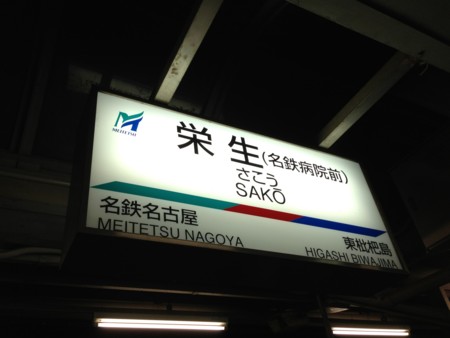 MEITETSU
栄生(名鉄病院前)
さこう
SAKŌ
名鉄名古屋
MEITETSU NAGOYA
東枇杷島
HIGASHI BIWAJIMA